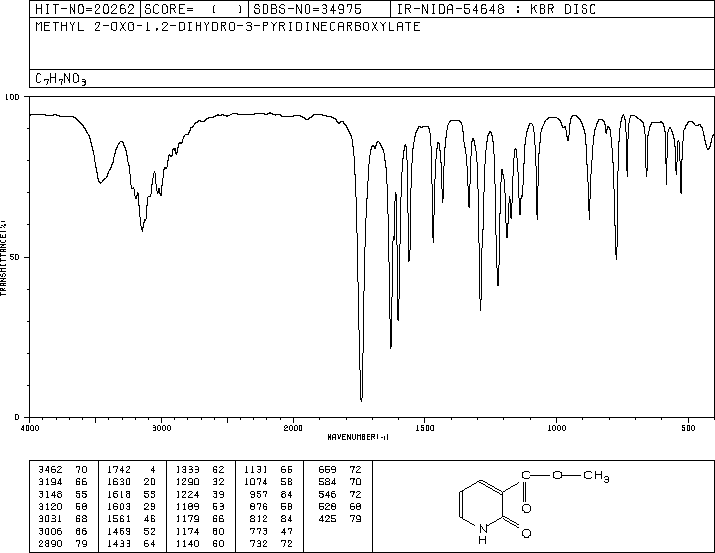 HIT-NO=20262 SCORE= ( ) SDBS-NO=34975 IR-NIDA-54648 : KBR DISC
METHYL 2-OXO-1,2-DIHYDRO-3-PYRIDINECARBOXYLATE
C7H7NO3
100
50
0
TRANSMITTANCE(%)
4000 3000 2000 1500 1000 500
WAVENUMBER(-1)
3462 70 1742 4 1333 62 1131 66 659 72
3194 66 1630 20 1290 32 1074 58 584 70
3148 55 1618 55 1224 39 957 84 546 72
3120 60 1603 29 1189 53 876 58 528 68
3031 68 1561 46 1179 66 812 84 425 79
3006 66 1469 52 1174 60 773 47
2890 79 1433 64 1140 60 732 72
C O CH3
O
N
H
O